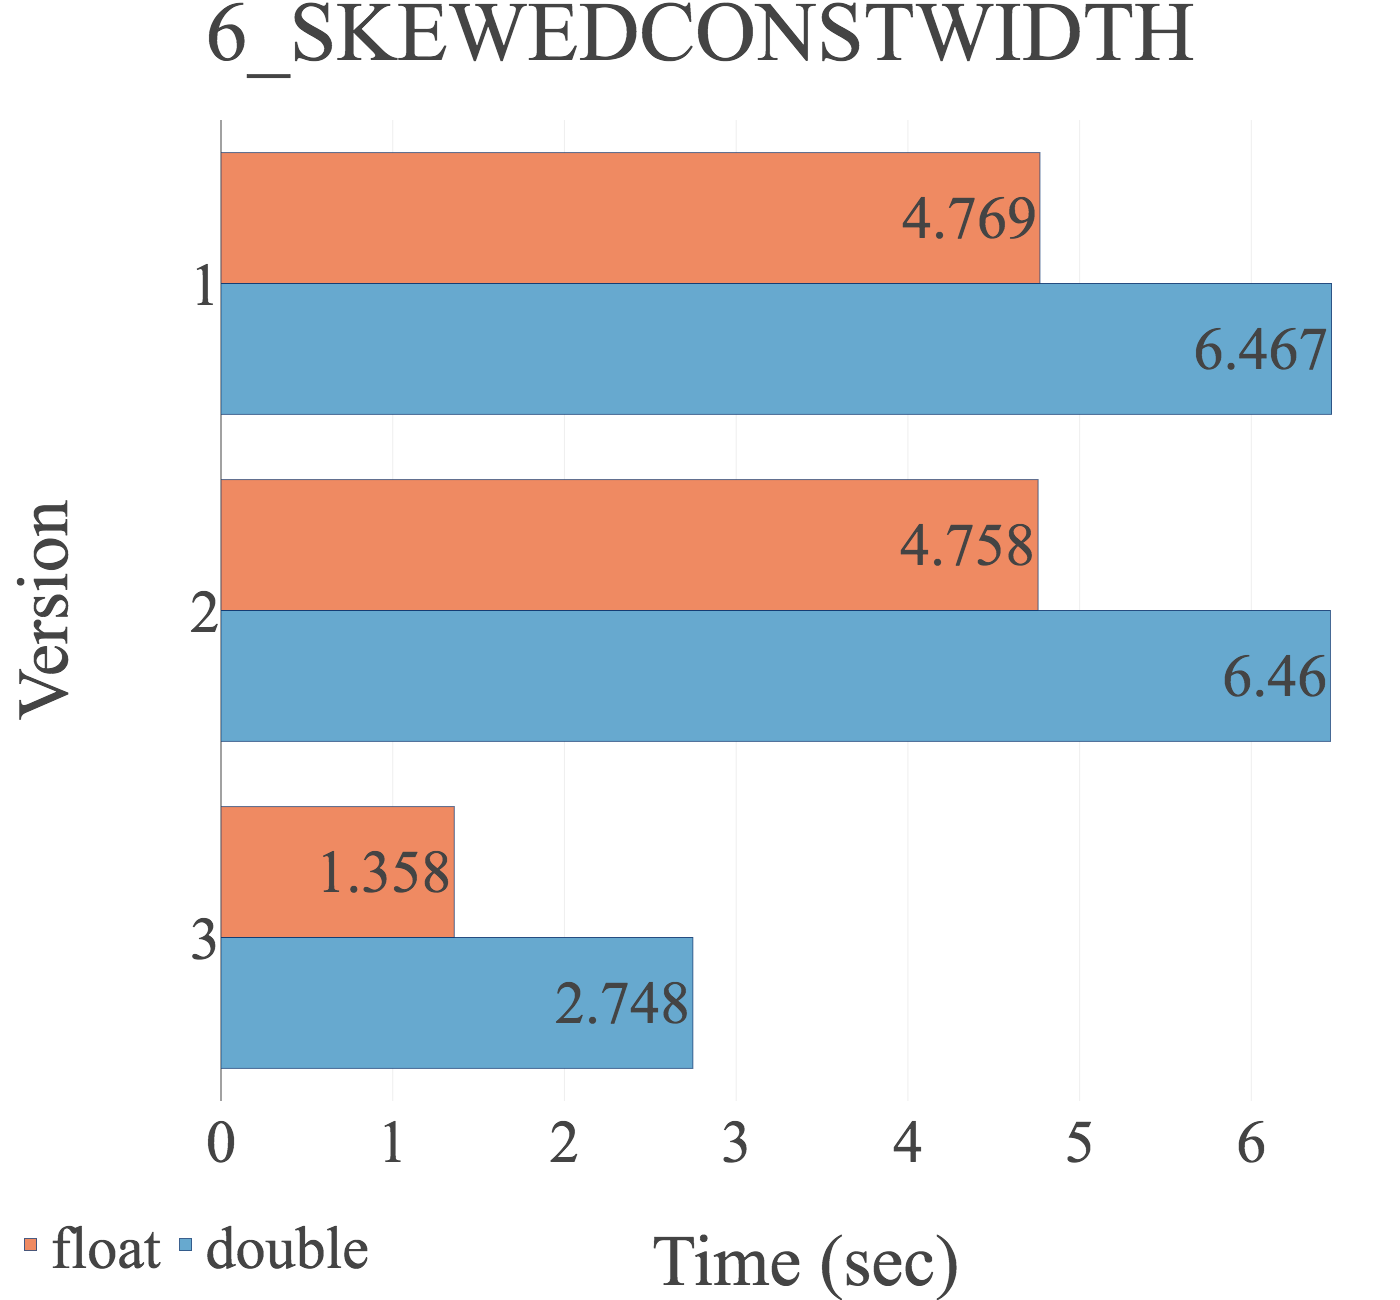 6_SKEWEDCONSTWIDTH
4.769
1
6.467
4.758
2
6.46
1.358
3
2.748
Version
0 1 2 3 4 5 6
float double
Time (sec)